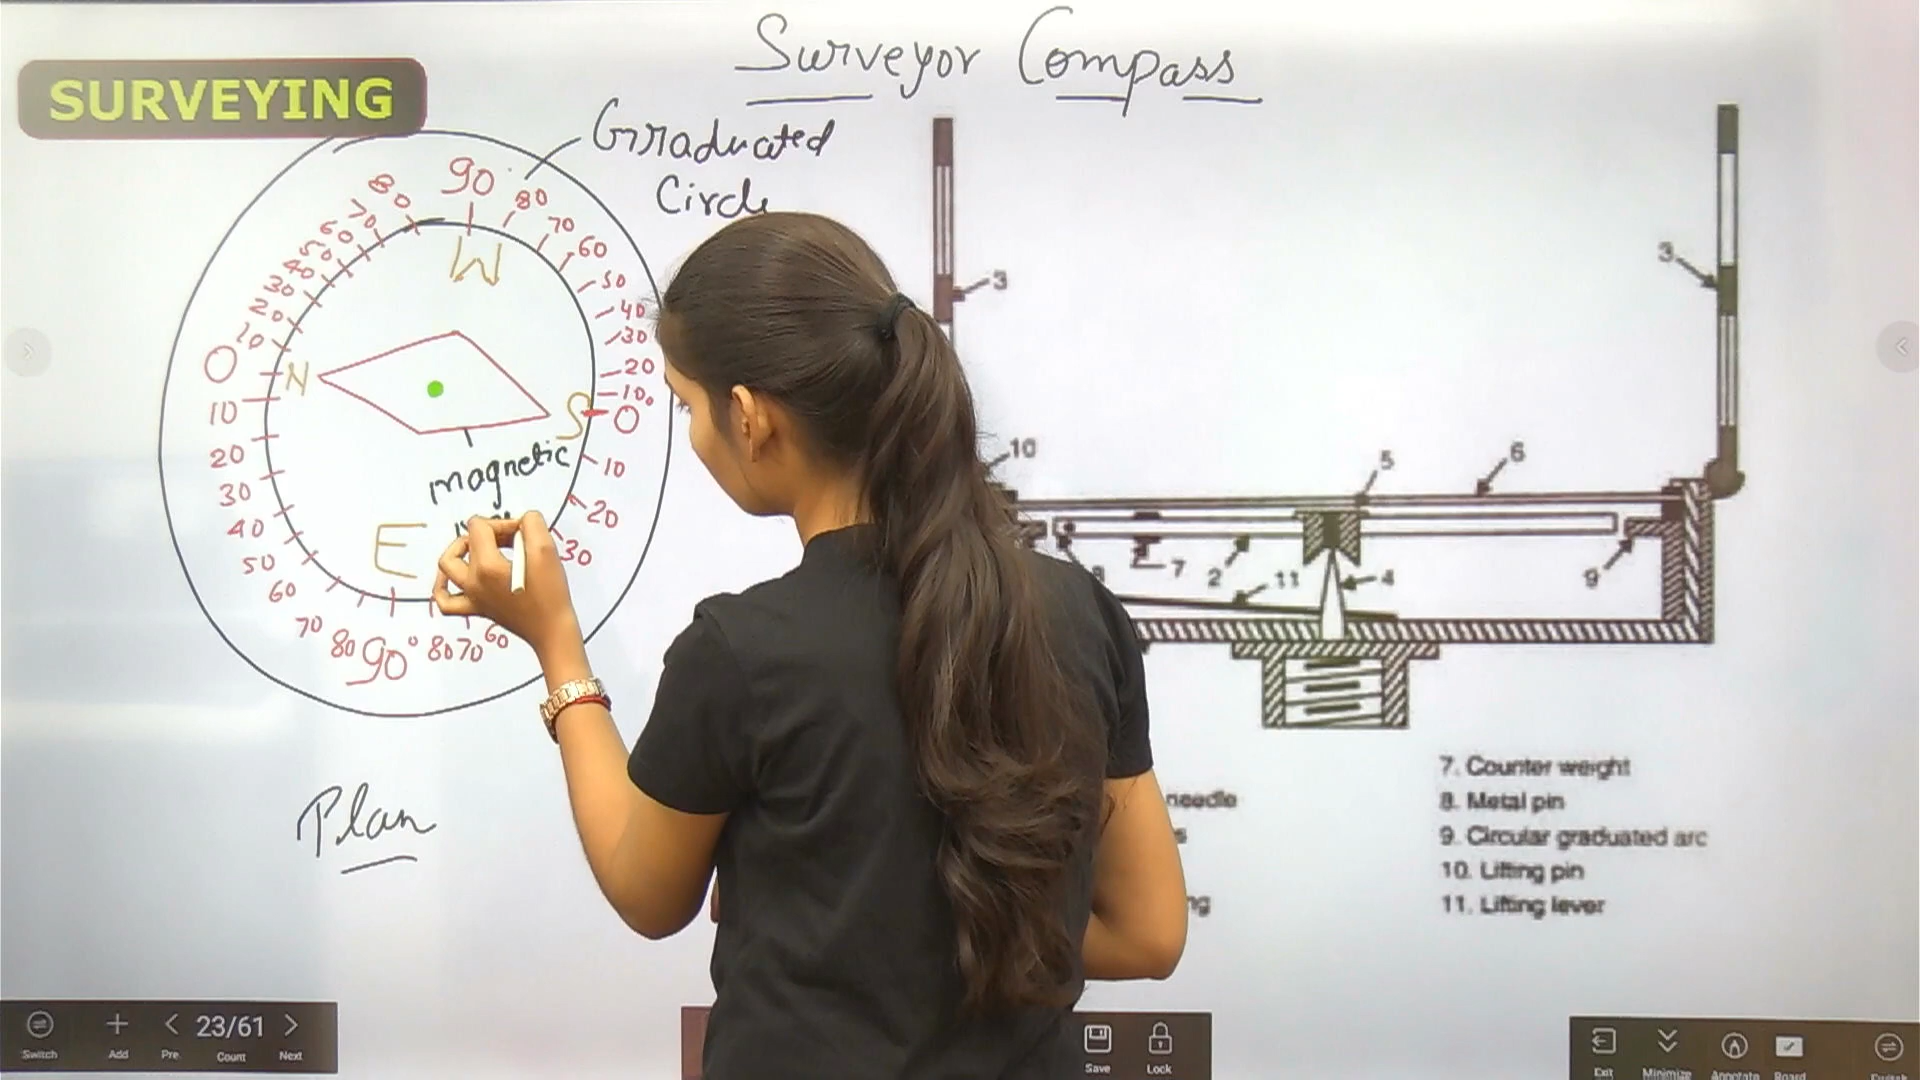 Surveyor Compass
SURVEYING
Graduated
Circle
90
80
70
60
50
40
30
20
10
0
10
20
30
40
50
60
70
80
90°
80
70
60
80
70
60
50
40
30
20
10
0
10
20
30
W
N
S
E
magnetic
Plan
3
3
10
5
6
7
2
11
4
9
needle
7. Counter weight
8. Metal pin
9. Circular graduated arc
10. Lifting pin
11. Lifting lever
ng
Switch
Add
Pre
23/61
Count
Next
Save
Lock
Exit
Minimize
Annotate
Board